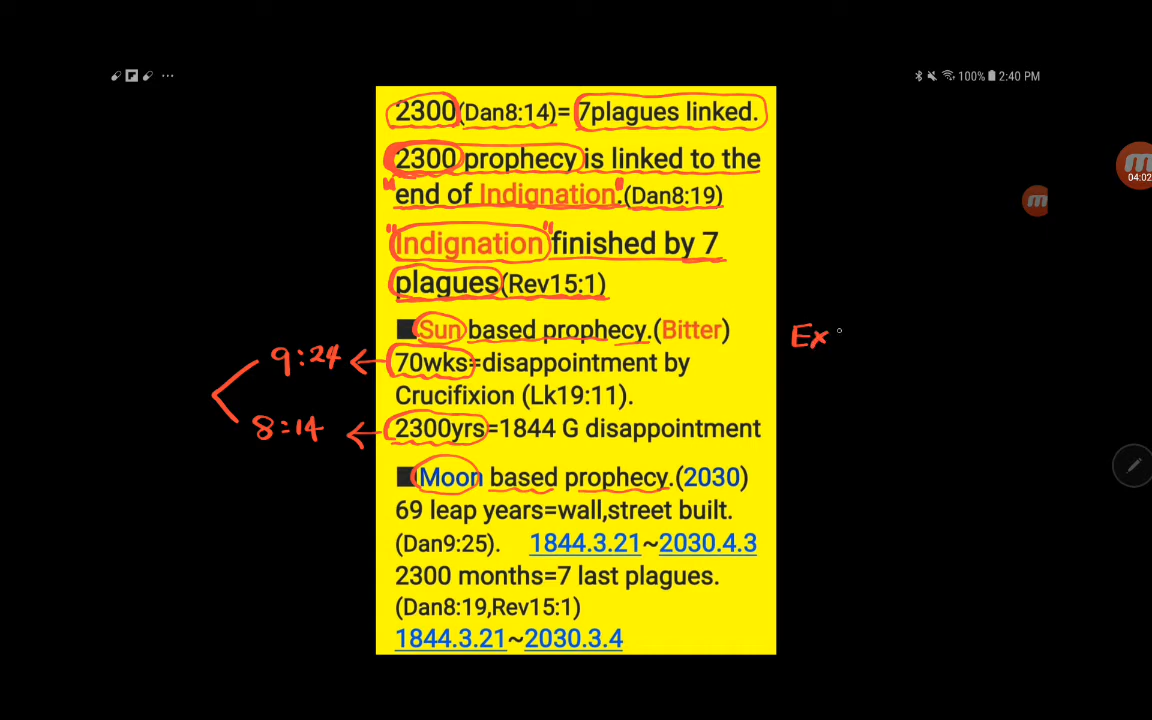 100% 2:40 PM
2300(Dan8:14)= 7plagues linked.
2300 prophecy is linked to the
"end of Indignation".(Dan8:19)
"Indignation"finished by 7
plagues(Rev15:1)
■Sun based prophecy.(Bitter)
70wks=disappointment by
Crucifixion (Lk19:11).
2300yrs=1844 G disappointment
■Moon based prophecy.(2030)
69 leap years=wall,street built.
(Dan9:25). 1844.3.21~2030.4.3
2300 months=7 last plagues.
(Dan8:19,Rev15:1)
1844.3.21~2030.3.4
9:24
8:14
Ex
04:02